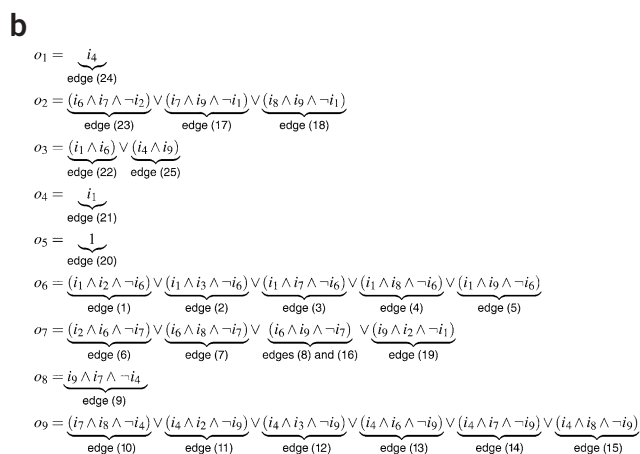 b
o₁ = i₄
edge (24)
o₂ = (i₆ ∧ i₇ ∧ ¬i₂) ∨ (i₇ ∧ i₉ ∧ ¬i₁) ∨ (i₈ ∧ i₉ ∧ ¬i₁)
edge (23) edge (17) edge (18)
o₃ = (i₁ ∧ i₆) ∨ (i₄ ∧ i₉)
edge (22) edge (25)
o₄ = i₁
edge (21)
o₅ = 1
edge (20)
o₆ = (i₁ ∧ i₂ ∧ ¬i₆) ∨ (i₁ ∧ i₃ ∧ ¬i₆) ∨ (i₁ ∧ i₇ ∧ ¬i₆) ∨ (i₁ ∧ i₈ ∧ ¬i₆) ∨ (i₁ ∧ i₉ ∧ ¬i₆)
edge (1) edge (2) edge (3) edge (4) edge (5)
o₇ = (i₂ ∧ i₆ ∧ ¬i₇) ∨ (i₆ ∧ i₈ ∧ ¬i₇) ∨ (i₆ ∧ i₉ ∧ ¬i₇) ∨ (i₉ ∧ i₂ ∧ ¬i₁)
edge (6) edge (7) edges (8) and (16) edge (19)
o₈ = i₉ ∧ i₇ ∧ ¬i₄
edge (9)
o₉ = (i₇ ∧ i₈ ∧ ¬i₄) ∨ (i₄ ∧ i₂ ∧ ¬i₉) ∨ (i₄ ∧ i₃ ∧ ¬i₉) ∨ (i₄ ∧ i₆ ∧ ¬i₉) ∨ (i₄ ∧ i₇ ∧ ¬i₉) ∨ (i₄ ∧ i₈ ∧ ¬i₉)
edge (10) edge (11) edge (12) edge (13) edge (14) edge (15)